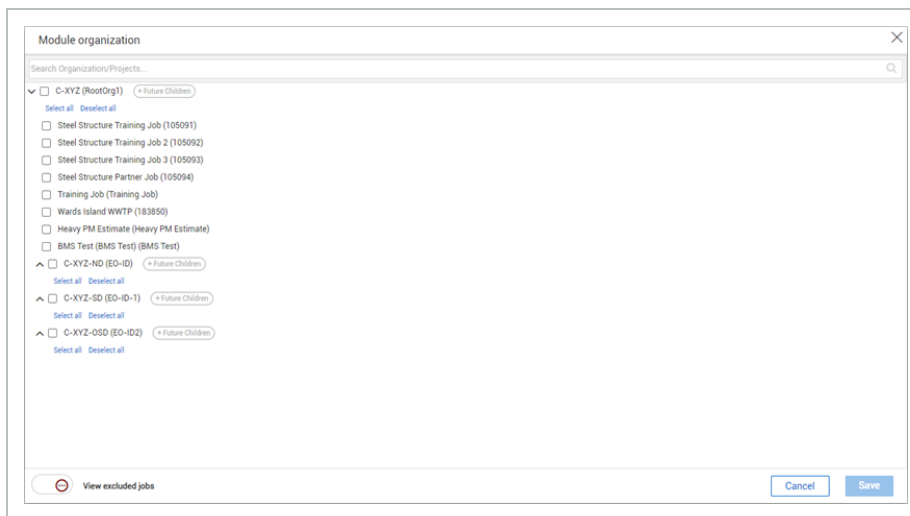 Module organization
Search Organization/Projects...
C-XYZ (RootOrg1) + Future Children
Select all Deselect all
Steel Structure Training Job (105091)
Steel Structure Training Job 2 (105092)
Steel Structure Training Job 3 (105093)
Steel Structure Partner Job (105094)
Training Job (Training Job)
Wards Island WWTP (183850)
Heavy PM Estimate (Heavy PM Estimate)
BMS Test (BMS Test) (BMS Test)
C-XYZ-ND (EO-ID) + Future Children
Select all Deselect all
C-XYZ-SD (EO-ID-1) + Future Children
Select all Deselect all
C-XYZ-OSD (EO-ID2) + Future Children
Select all Deselect all
View excluded jobs Cancel Save